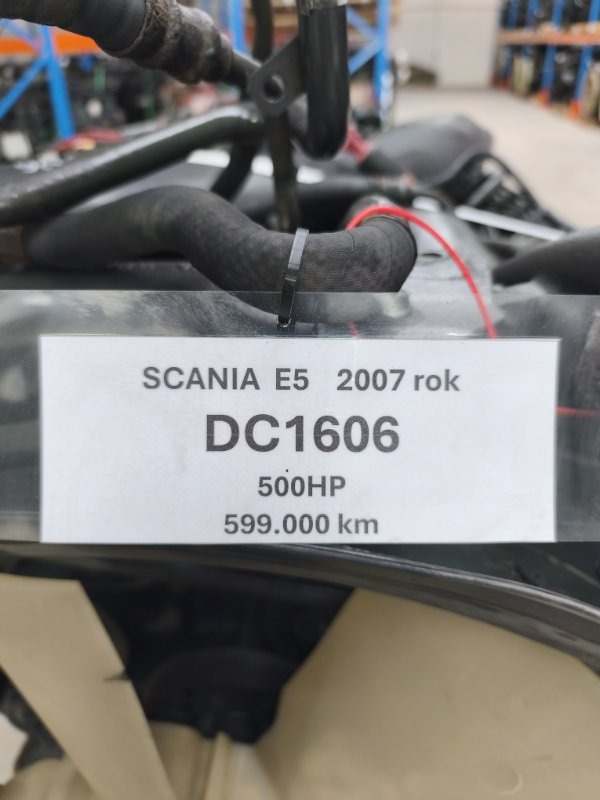 SCANIA E5 2007 rok
DC1606
500HP
599.000 km